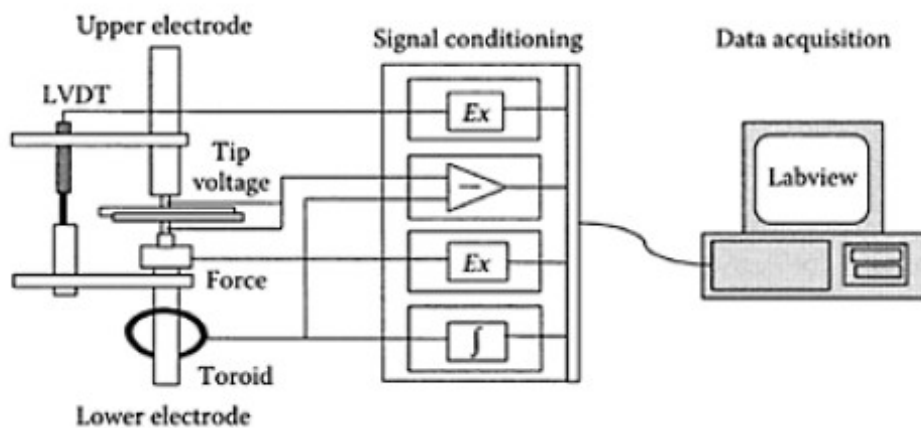 Upper electrode
Signal conditioning
Data acquisition
LVDT
Ex
Tip
voltage
−
Labview
Ex
Force
∫
Toroid
Lower electrode